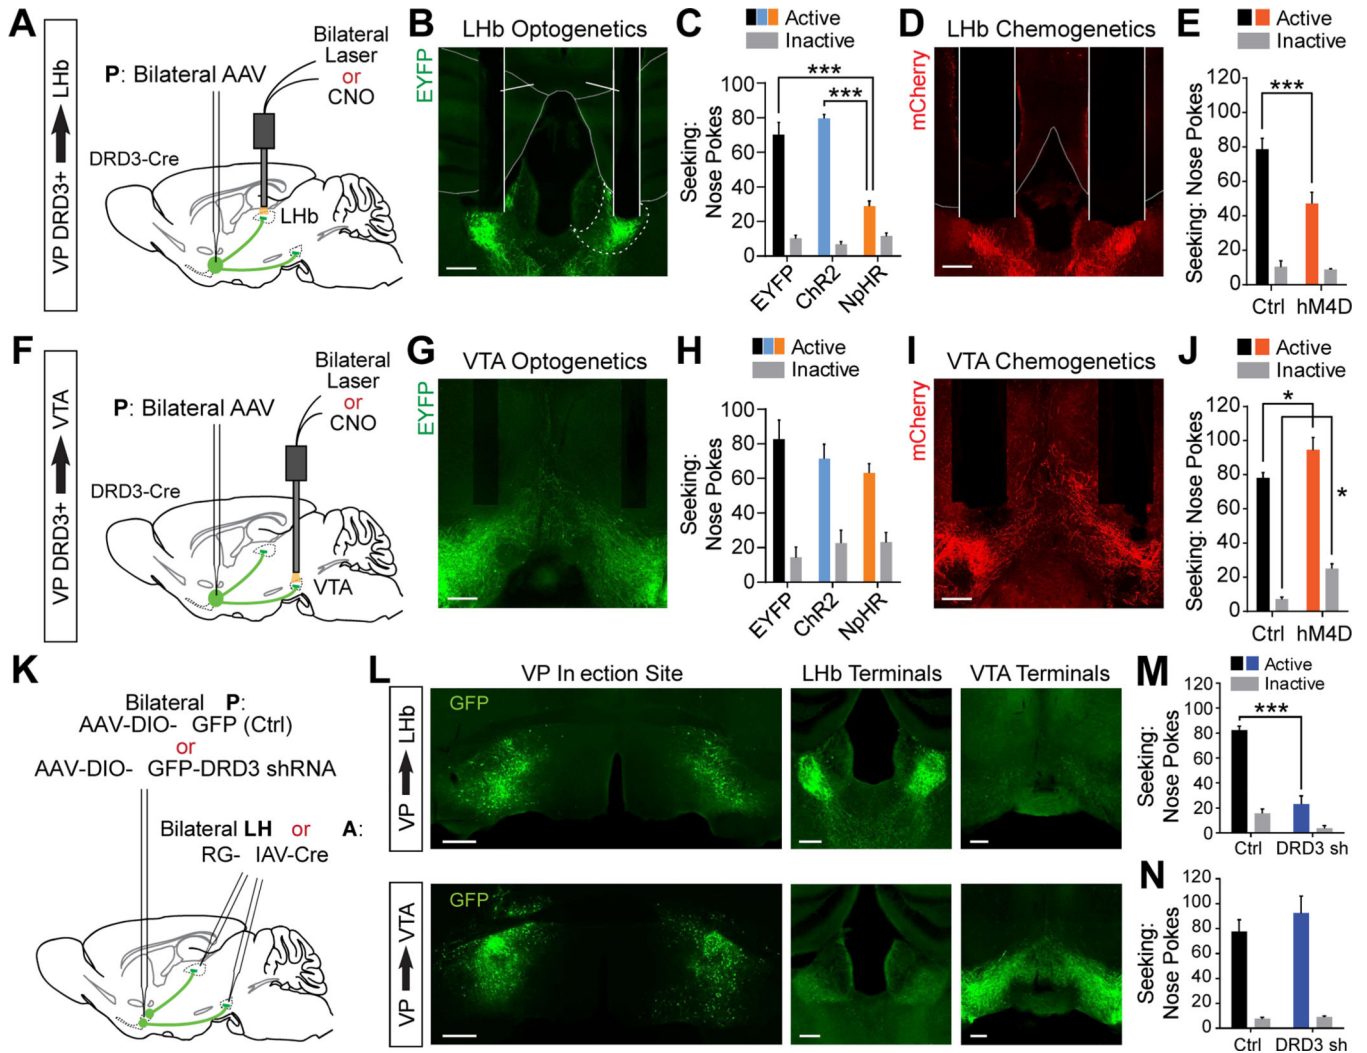 A
VP DRD3+ LHb
P: Bilateral AAV
Bilateral
Laser
or
CNO
DRD3-Cre
LHb
B
LHb Optogenetics
EYFP
C
Active
Inactive
***
***
Seeking:
Nose Pokes
100
80
60
40
20
0
EYFP
ChR2
NpHR
D
LHb Chemogenetics
mCherry
E
Active
Inactive
***
Seeking: Nose Pokes
120
100
80
60
40
20
0
Ctrl
hM4D
F
VP DRD3+ VTA
P: Bilateral AAV
Bilateral
Laser
or
CNO
DRD3-Cre
VTA
G
VTA Optogenetics
EYFP
H
Active
Inactive
Seeking:
Nose Pokes
100
80
60
40
20
0
EYFP
ChR2
NpHR
I
VTA Chemogenetics
mCherry
J
Active
Inactive
*
*
Seeking: Nose Pokes
120
100
80
60
40
20
0
Ctrl
hM4D
K
Bilateral P:
AAV-DIO- GFP (Ctrl)
or
AAV-DIO- GFP-DRD3 shRNA
Bilateral LH or A:
RG- IAV-Cre
L
VP In ection Site
LHb Terminals
VTA Terminals
VP LHb
GFP
VP VTA
GFP
M
Active
Inactive
***
Seeking:
Nose Pokes
120
100
80
60
40
20
0
Ctrl
DRD3 sh
N
Seeking:
Nose Pokes
120
100
80
60
40
20
0
Ctrl
DRD3 sh